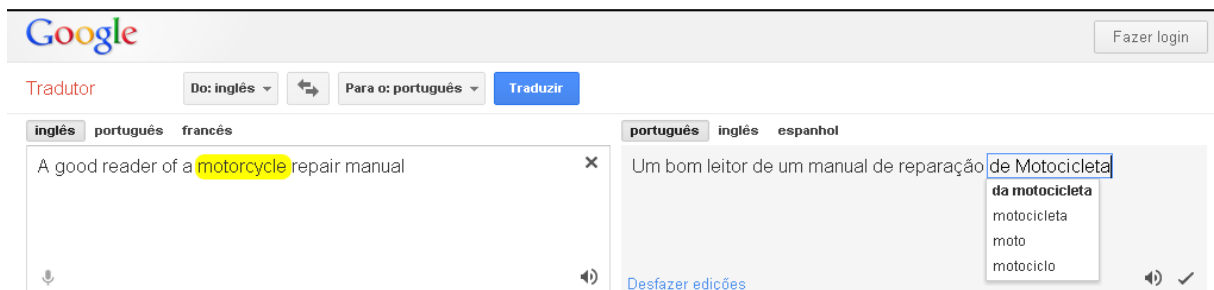 Google
Fazer login
Tradutor
Do: inglês
Para o: português
Traduzir
inglês português francês
português inglês espanhol
A good reader of a motorcycle repair manual
Um bom leitor de um manual de reparação de Motocicleta
da motocicleta
motocicleta
moto
motociclo
Desfazer edições